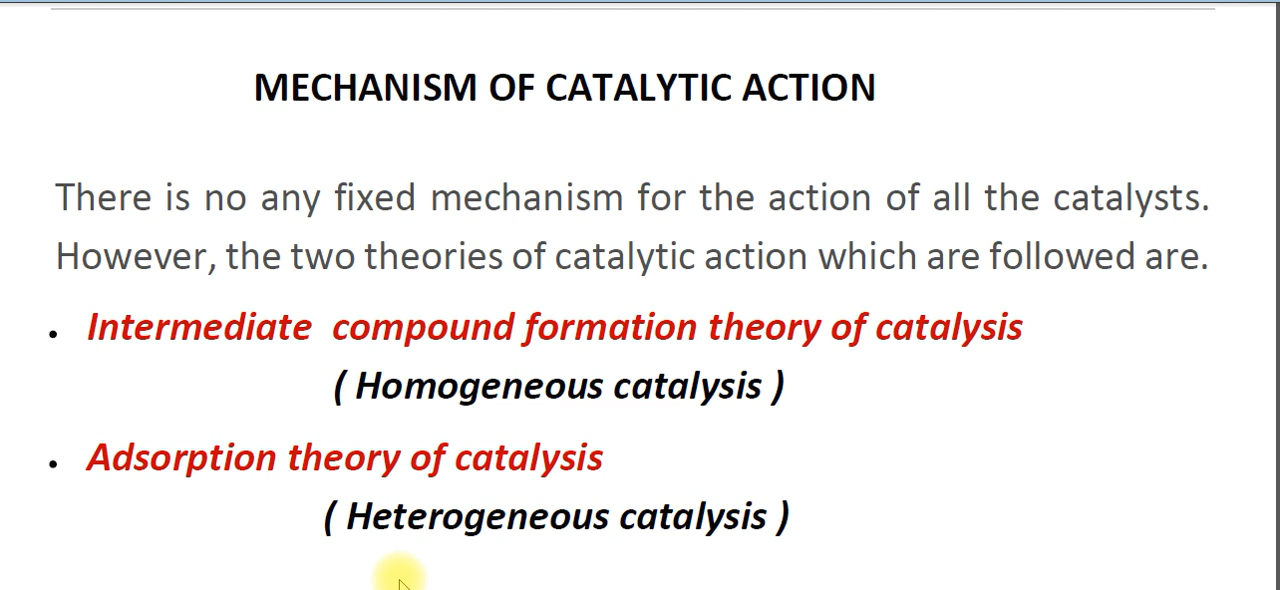 MECHANISM OF CATALYTIC ACTION
There is no any fixed mechanism for the action of all the catalysts.
However, the two theories of catalytic action which are followed are.
• Intermediate compound formation theory of catalysis
( Homogeneous catalysis )
• Adsorption theory of catalysis
( Heterogeneous catalysis )